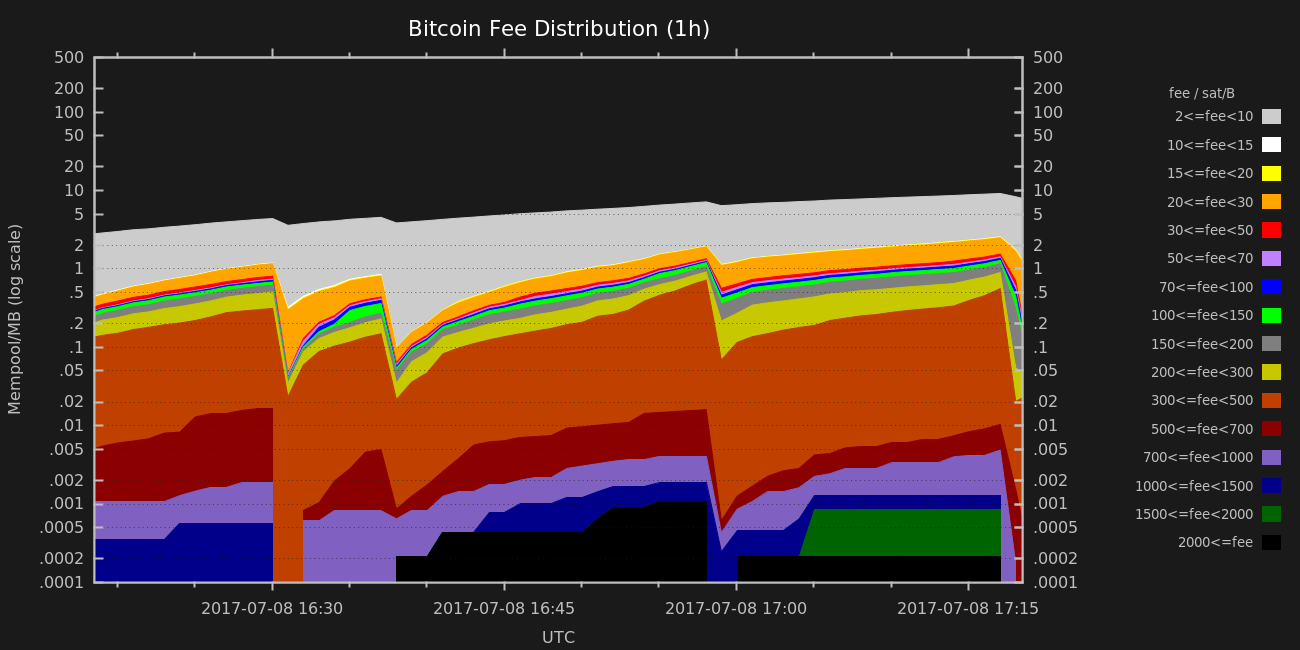 Bitcoin Fee Distribution (1h)
Mempool/MB (log scale)
500
200
100
50
20
10
5
2
1
.5
.2
.1
.05
.02
.01
.005
.002
.001
.0005
.0002
.0001
500
200
100
50
20
10
5
2
1
.5
.2
.1
.05
.02
.01
.005
.002
.001
.0005
.0002
.0001
2017-07-08 16:30
2017-07-08 16:45
2017-07-08 17:00
2017-07-08 17:15
UTC
fee / sat/B
2<=fee<10
10<=fee<15
15<=fee<20
20<=fee<30
30<=fee<50
50<=fee<70
70<=fee<100
100<=fee<150
150<=fee<200
200<=fee<300
300<=fee<500
500<=fee<700
700<=fee<1000
1000<=fee<1500
1500<=fee<2000
2000<=fee